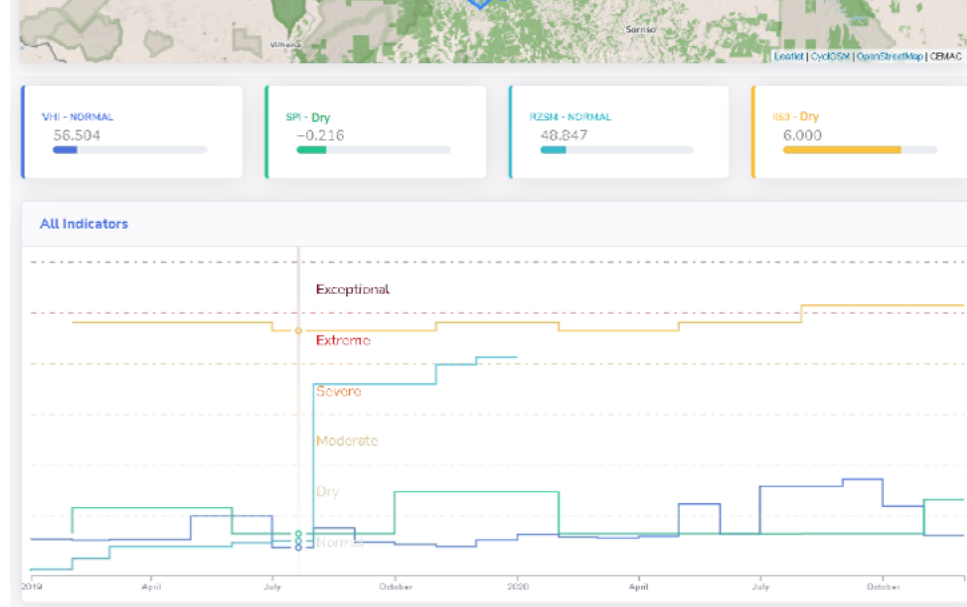 Vilhena
Sorriso
Leaflet | CyclOSM | OpenStreetMap | CEMAC
VHI - NORMAL
56.504
SPI - Dry
−0.216
RZSM - NORMAL
48.847
IIS3 - Dry
6.000
All Indicators
Exceptional
Extreme
Severe
Moderate
Dry
Normal
2019 April July October 2020 April July October